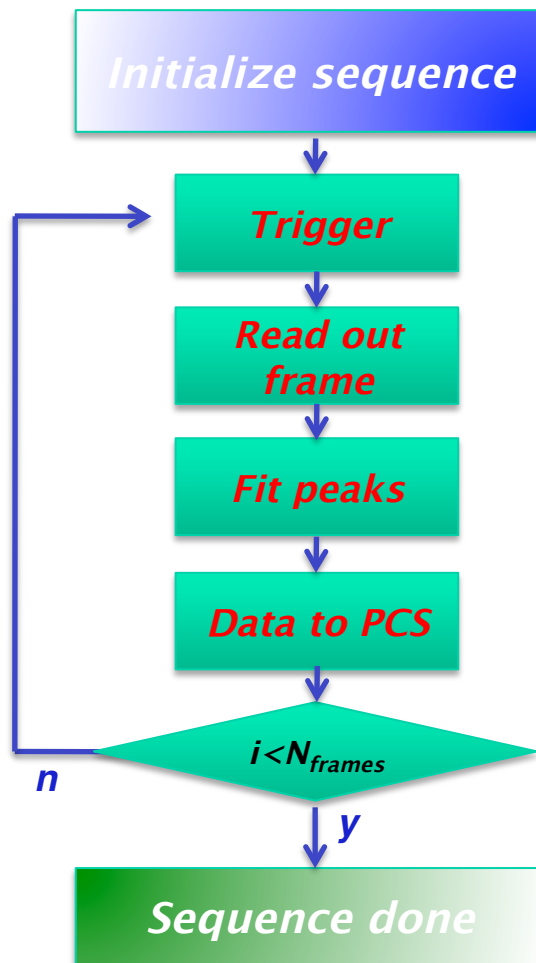 Initialize sequence
Trigger
Read out
frame
Fit peaks
Data to PCS
i<Nframes
n
y
Sequence done